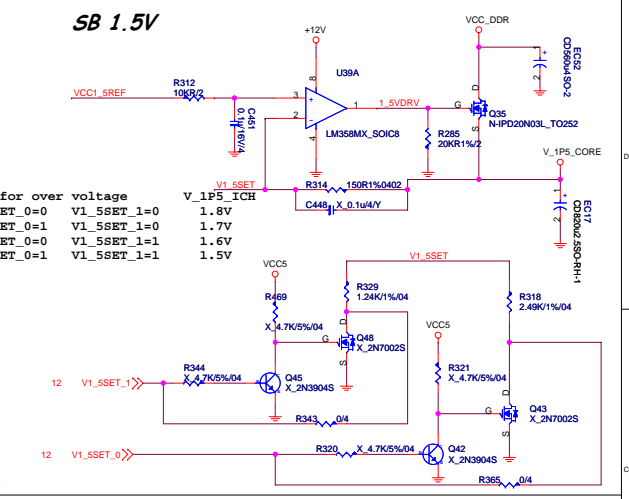 SB 1.5V
+12V
VCC_DDR
EC52
CD560u4SO-2
R312
10KR/2
VCC1_5REF
C451
0.1u/16V/4
U39A
8
3
+
2
-
1
4
LM358MX_SOIC8
1_5VDRV
G
D
S
Q35
N-IPD20N03L_TO252
1
2
R285
20KR1%/2
V_1P5_CORE
D
V1_5SET
R314
150R1%0402
C448
X_0.1u/4/Y
1
2
EC17
CD820u2.5SO-RH-1
for over voltage V_1P5_ICH
ET_0=0 V1_5SET_1=0 1.8V
ET_0=1 V1_5SET_1=0 1.7V
ET_0=0 V1_5SET_1=1 1.6V
ET_0=1 V1_5SET_1=1 1.5V
VCC5
V1_5SET
R469
X_4.7K/5%/04
R329
1.24K/1%/04
R318
2.49K/1%/04
D
G
S
Q48
X_2N7002S
VCC5
R344
X_4.7K/5%/04
12 V1_5SET_1
Q45
X_2N3904S
R321
X_4.7K/5%/04
D
G
S
Q43
X_2N7002S
R343 0/4
12 V1_5SET_0
R320 X_4.7K/5%/04
Q42
X_2N3904S
R365 0/4
C